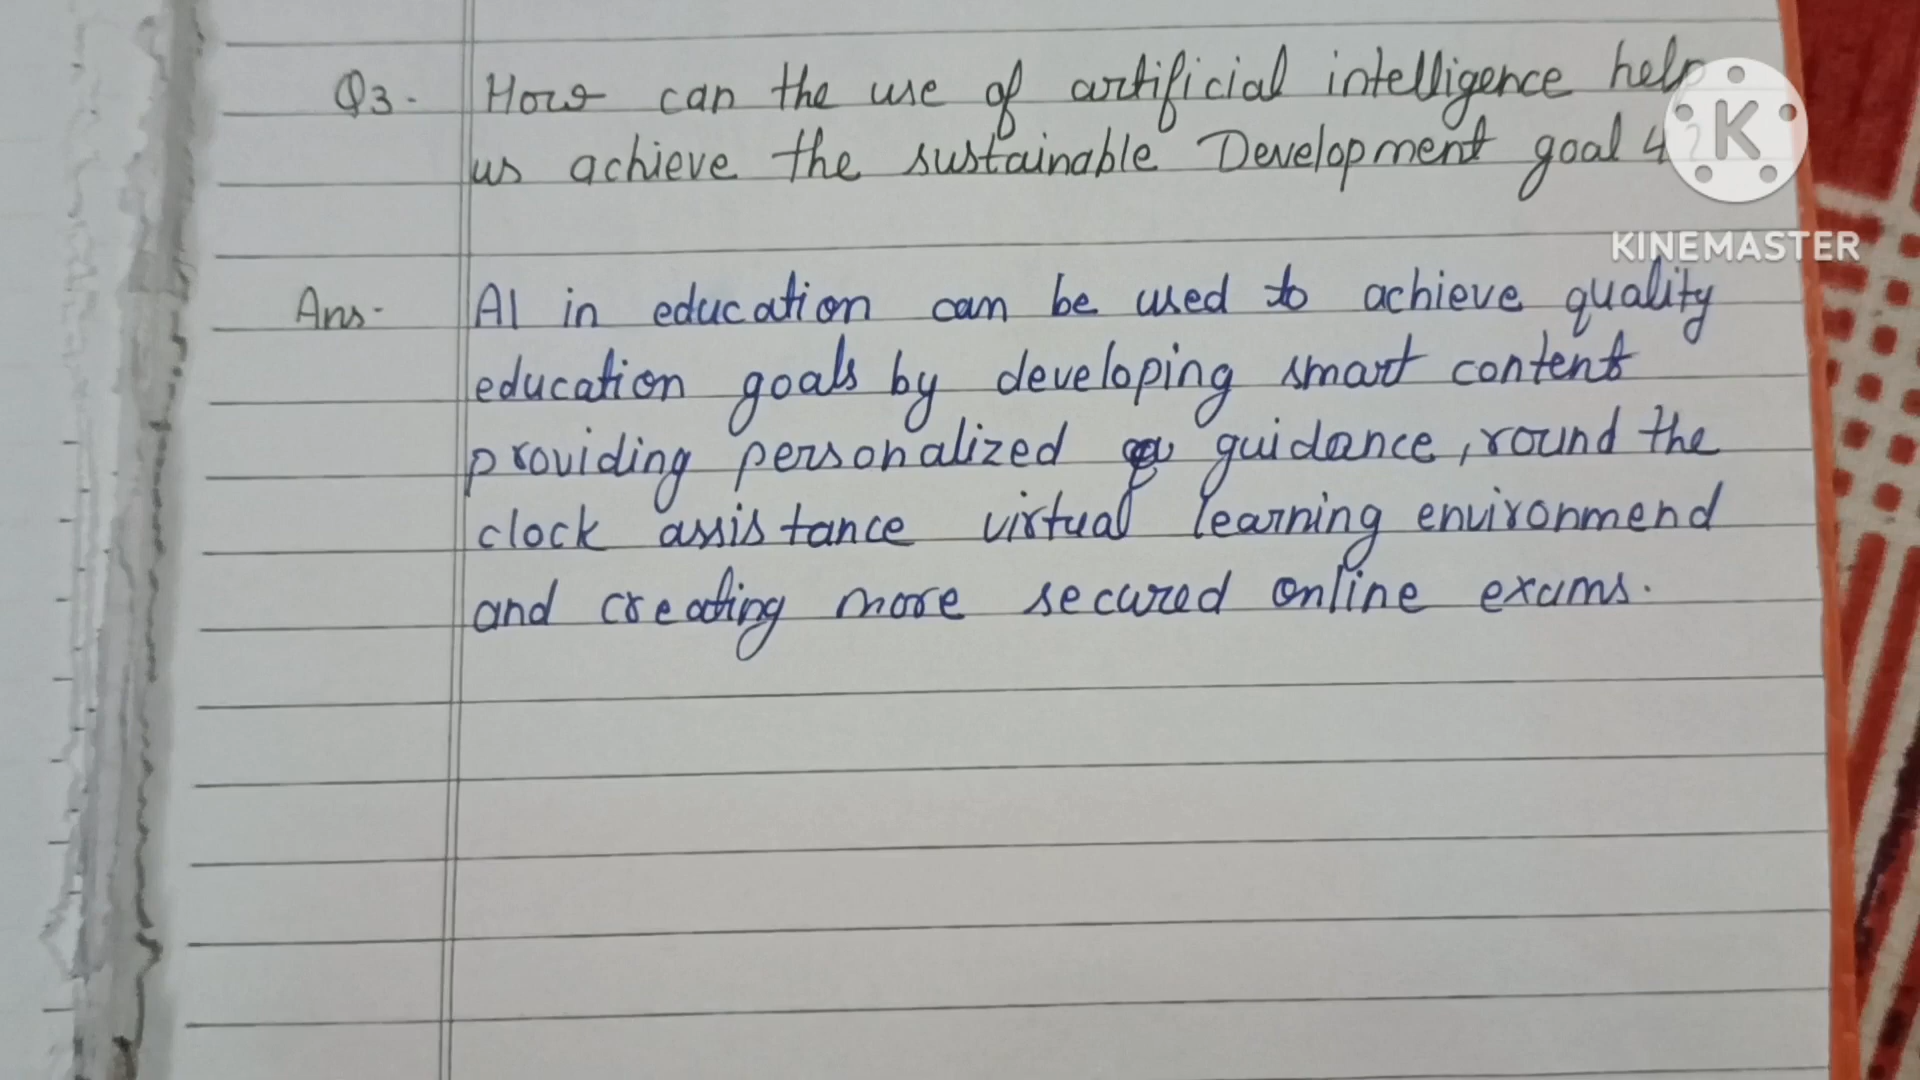 Q3- How can the use of artificial intelligence help
us achieve the sustainable Development goal 4?
K
KINEMASTER
Ans- AI in education can be used to achieve quality
education goals by developing smart content
providing personalized guidance, round the
clock assistance virtual learning environmend
and creating more secured online exams.